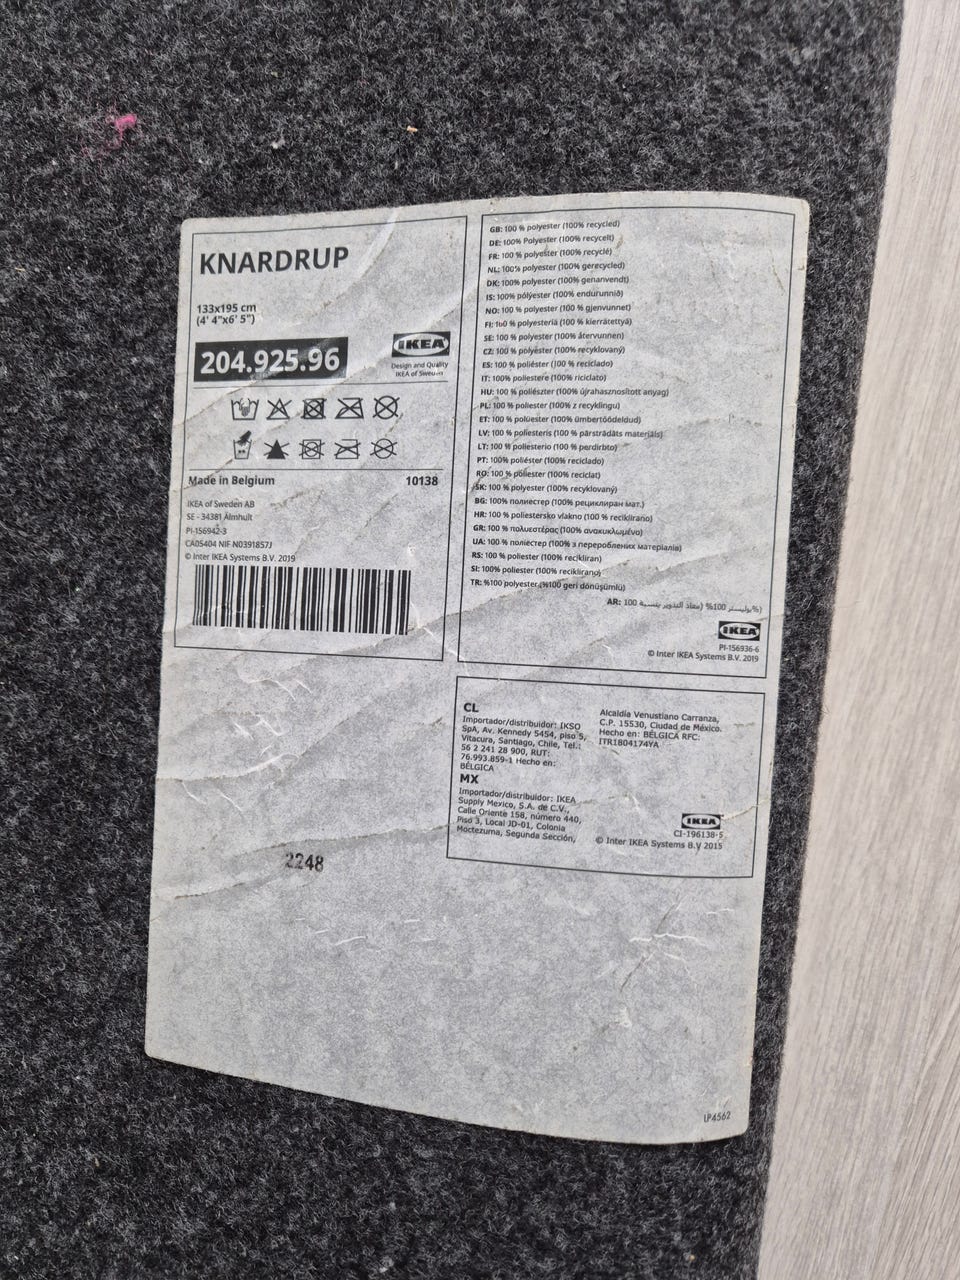 KNARDRUP
133x195 cm
(4' 4"x6' 5")
204.925.96
IKEA
Design and Quality
IKEA of Sweden
Made in Belgium 10138
IKEA of Sweden AB
SE - 34381 Älmhult
PI-156942-3
CA05404 NIF N0391857J
© Inter IKEA Systems B.V. 2019
GB: 100 % polyester (100% recycled)
DE: 100% Polyester (100% recycelt)
FR: 100 % polyester (100% recyclé)
NL: 100% polyester (100% gerecycled)
DK: 100% polyester (100% genanvendt)
IS: 100% pólýester (100% endurunnið)
NO: 100 % polyester (100 % gjenvunnet)
FI: 100 % polyesteria (100 % kierrätettyä)
SE: 100 % polyester (100% återvunnen)
CZ: 100 % polyester (100% recyklovaný)
ES: 100 % poliéster (100 % reciclado)
IT: 100% poliestere (100% riciclato)
HU: 100 % poliészter (100% újrahasznosított anyag)
PL: 100 % poliester (100% z recyklingu)
ET: 100 % polüester (100% ümbertöödeldud)
LV: 100% poliesteris (100 % pārstrādāts materiāls)
LT: 100% poliesterio (100 % perdirbto)
PT: 100% poliéster (100% reciclado)
RO: 100 % poliester (100% reciclat)
SK: 100 % polyester (100% recyklovaný)
BG: 100% полиестер (100% рециклиран мат.)
HR: 100% poliestersko vlakno (100 % reciklirano)
GR: 100 % πολυεστέρας (100% ανακυκλωμένο)
UA: 100 % поліестер (100% з перероблених матеріалів)
RS: 100 % poliester (100% recikliran)
SI: 100% poliester (100% reciklirano)
TR: %100 polyester (%100 geri dönüşümlü)
AR: 100 %بوليستر 100% (معاد التدوير بنسبة)
IKEA
PI-156936-6
© Inter IKEA Systems B.V. 2019
CL
Importador/distribuidor: IKSO
SpA, Av. Kennedy 5454, piso 5,
Vitacura, Santiago, Chile, Tel.:
56 2 241 28 900, RUT:
76.993.859-1 Hecho en:
BÉLGICA
MX
Importador/distribuidor: IKEA
Supply Mexico, S.A. de C.V.,
Calle Oriente 158, número 440,
Piso 3, Local JD-01, Colonia
Moctezuma, Segunda Sección,
Alcaldía Venustiano Carranza,
C.P. 15530, Ciudad de México.
Hecho en: BÉLGICA RFC:
ITR1804174YA
IKEA
CI-196138-5
© Inter IKEA Systems B.V 2015
2248
LP4562